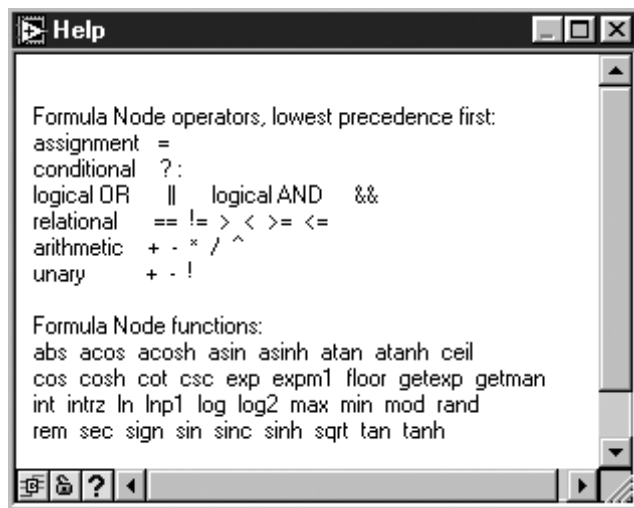 Help
Formula Node operators, lowest precedence first:
assignment =
conditional ? :
logical OR || logical AND &&
relational == != > < >= <=
arithmetic + - * / ^
unary + - !
Formula Node functions:
abs acos acosh asin asinh atan atanh ceil
cos cosh cot csc exp expm1 floor getexp getman
int intrz ln lnp1 log log2 max min mod rand
rem sec sign sin sinc sinh sqrt tan tanh
?